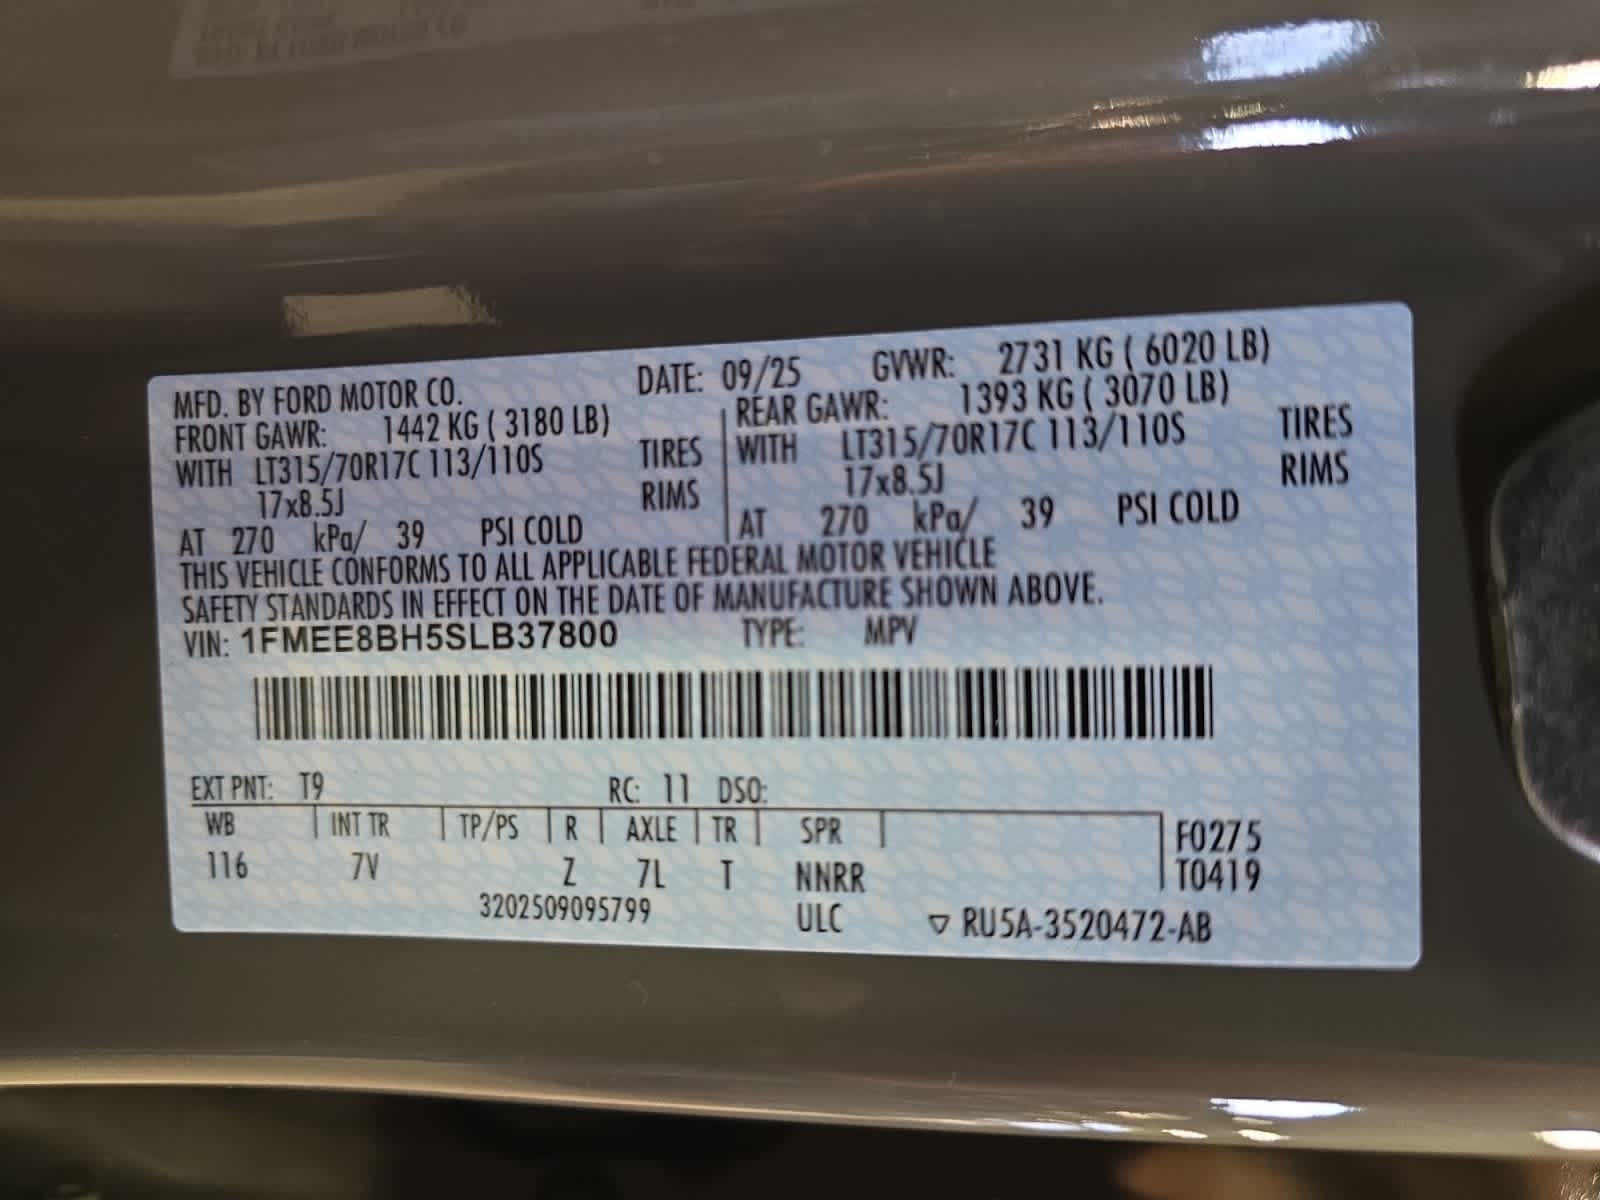 MFD. BY FORD MOTOR CO. DATE: 09/25 GVWR: 2731 KG ( 6020 LB)
FRONT GAWR: 1442 KG ( 3180 LB) REAR GAWR: 1393 KG ( 3070 LB)
WITH LT315/70R17C 113/110S TIRES WITH LT315/70R17C 113/110S TIRES
17x8.5J RIMS 17x8.5J RIMS
AT 270 kPa/ 39 PSI COLD AT 270 kPa/ 39 PSI COLD
THIS VEHICLE CONFORMS TO ALL APPLICABLE FEDERAL MOTOR VEHICLE
SAFETY STANDARDS IN EFFECT ON THE DATE OF MANUFACTURE SHOWN ABOVE.
VIN: 1FMEE8BH5SLB37800 TYPE: MPV
EXT PNT: T9 RC: 11 DSO:
WB INT TR TP/PS R AXLE TR SPR F0275
116 7V Z 7L T NNRR T0419
3202509095799 ULC ▽ RU5A-3520472-AB